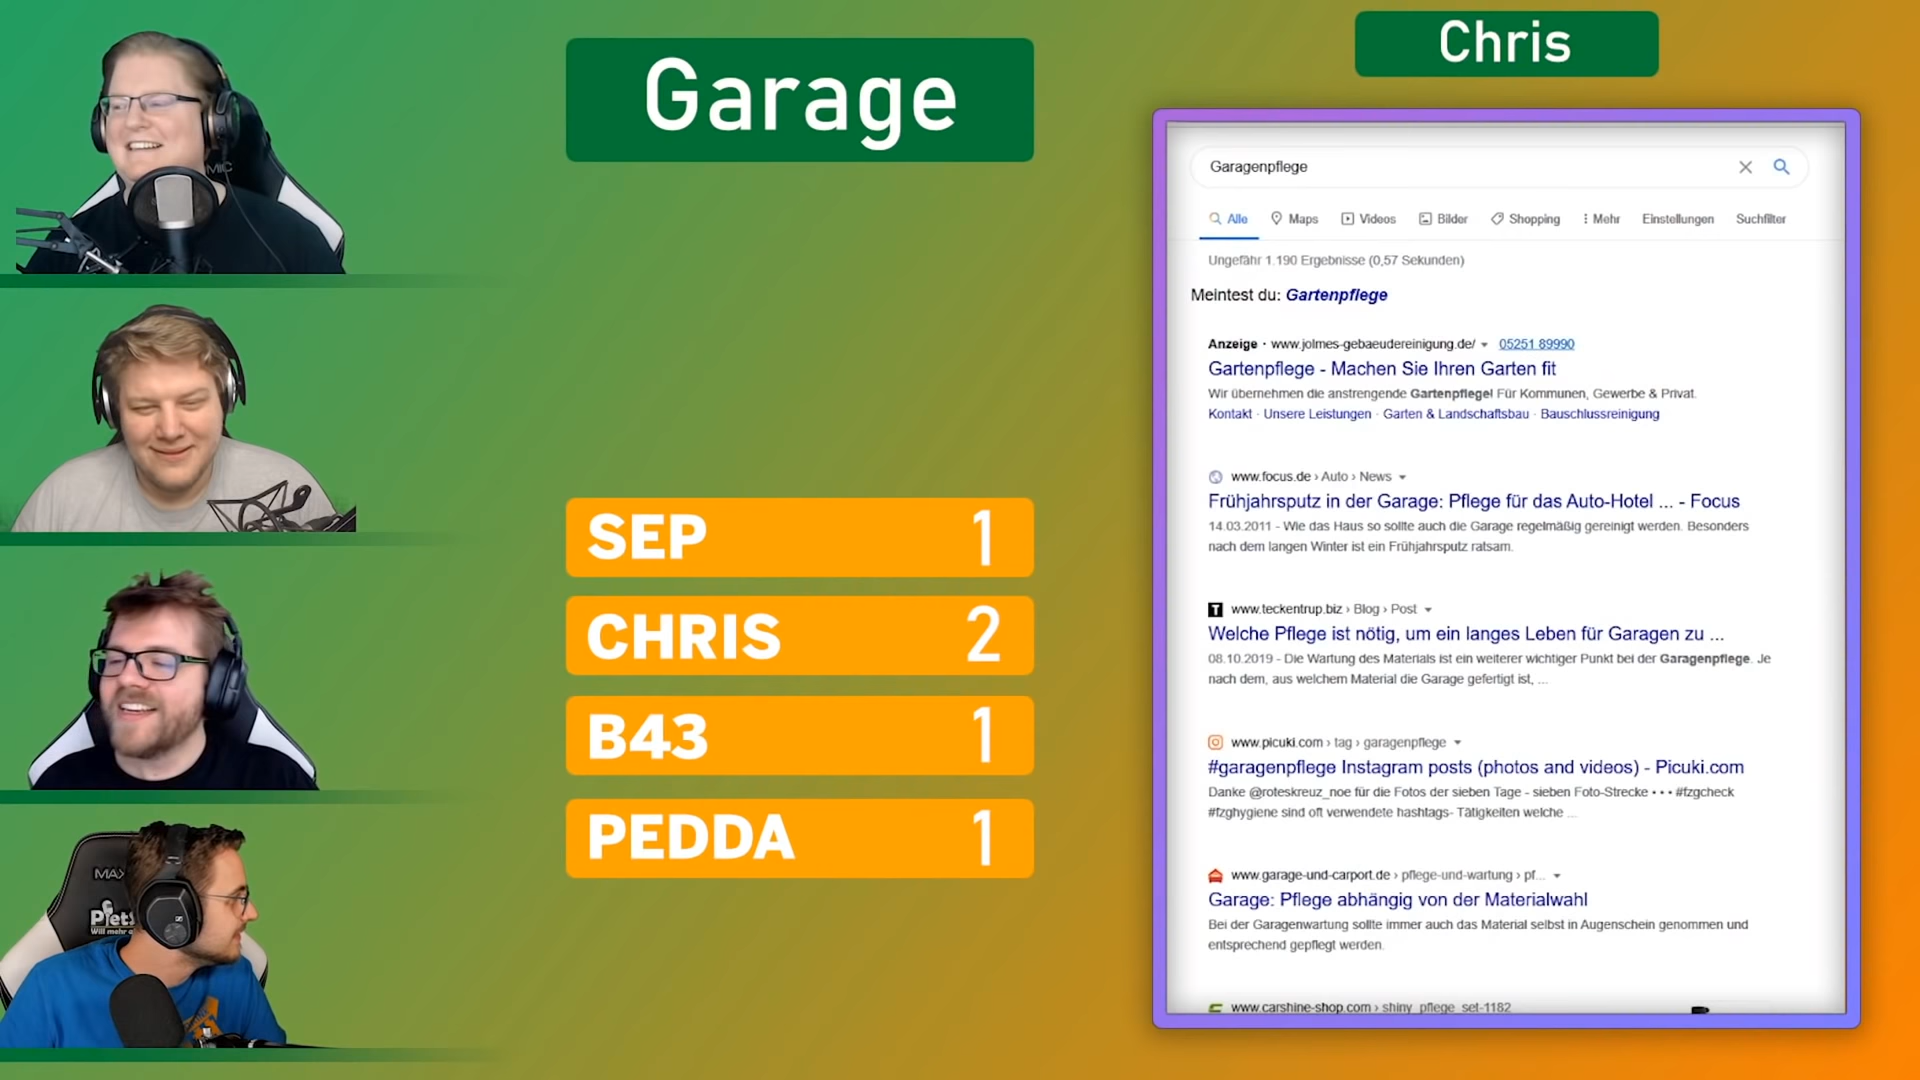 Garage
Chris
SEP 1
CHRIS 2
B43 1
PEDDA 1
Garagenpflege
Alle Maps Videos Bilder Shopping Mehr Einstellungen Suchfilter
Ungefähr 1.190 Ergebnisse (0,57 Sekunden)
Meintest du: Gartenpflege
Anzeige · www.jolmes-gebaeudereinigung.de/ 05251 89990
Gartenpflege - Machen Sie Ihren Garten fit
Wir übernehmen die anstrengende Gartenpflege! Für Kommunen, Gewerbe & Privat.
Kontakt · Unsere Leistungen · Garten & Landschaftsbau · Bauschlussreinigung
www.focus.de › Auto › News
Frühjahrsputz in der Garage: Pflege für das Auto-Hotel ... - Focus
14.03.2011 - Wie das Haus so sollte auch die Garage regelmäßig gereinigt werden. Besonders
nach dem langen Winter ist ein Frühjahrsputz ratsam.
T www.teckentrup.biz › Blog › Post
Welche Pflege ist nötig, um ein langes Leben für Garagen zu ...
08.10.2019 - Die Wartung des Materials ist ein weiterer wichtiger Punkt bei der Garagenpflege. Je
nach dem, aus welchem Material die Garage gefertigt ist, ...
www.picuki.com › tag › garagenpflege
#garagenpflege Instagram posts (photos and videos) - Picuki.com
Danke @roteskreuz_noe für die Fotos der sieben Tage - sieben Foto-Strecke • • • #fzgcheck
#fzghygiene sind oft verwendete hashtags- Tätigkeiten welche ...
www.garage-und-carport.de › pflege-und-wartung › pf...
Garage: Pflege abhängig von der Materialwahl
Bei der Garagenwartung sollte immer auch das Material selbst in Augenschein genommen und
entsprechend gepflegt werden.
www.carshine-shop.com › shiny_pflege_set-1182
MIC
MAX
Piets
Will mehr